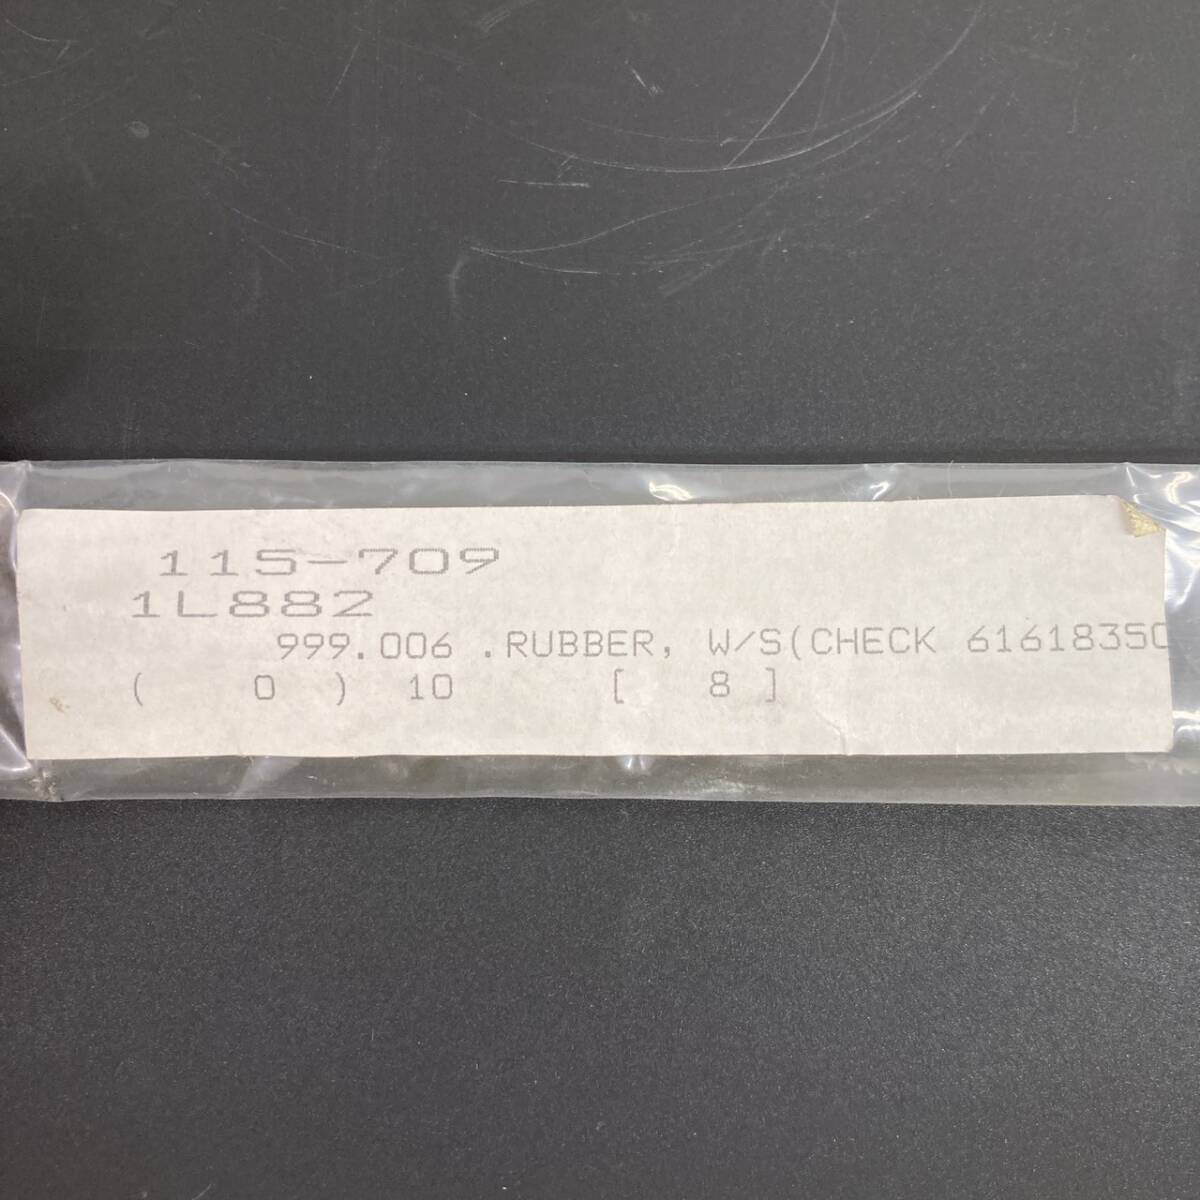 115-709
1L882
999.006 .RUBBER, W/S(CHECK 61618350
( 0 ) 10 [ 8 ]